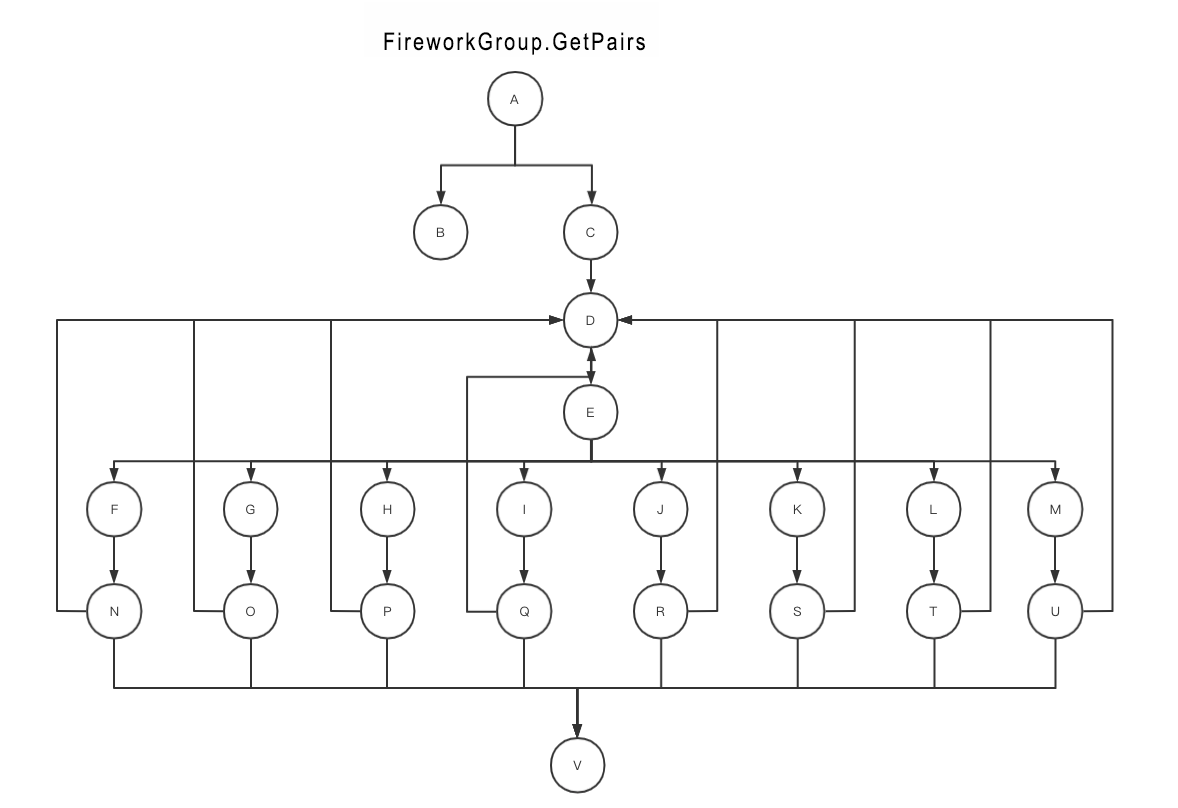 FireworkGroup.GetPairs
A
B C
D
E
F G H I J K L M
N O P Q R S T U
V